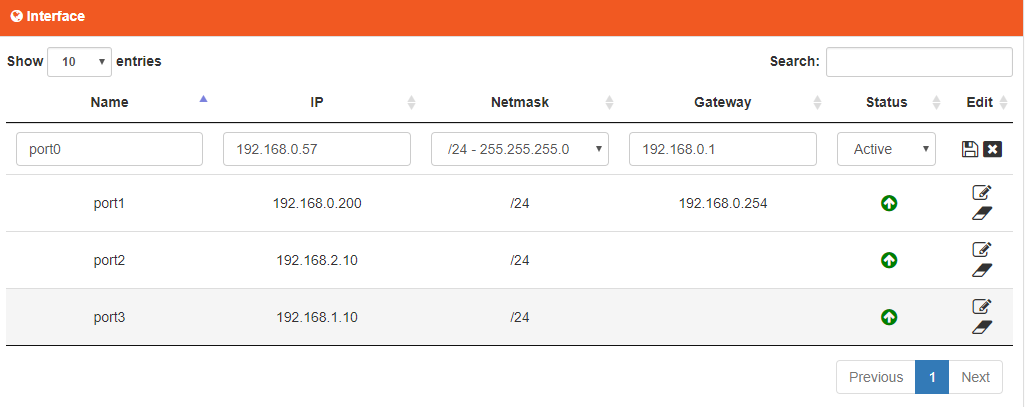 Interface
Show 10 entries Search:
Name IP Netmask Gateway Status Edit
port0 192.168.0.57 /24 - 255.255.255.0 192.168.0.1 Active
port1 192.168.0.200 /24 192.168.0.254
port2 192.168.2.10 /24
port3 192.168.1.10 /24
Previous 1 Next